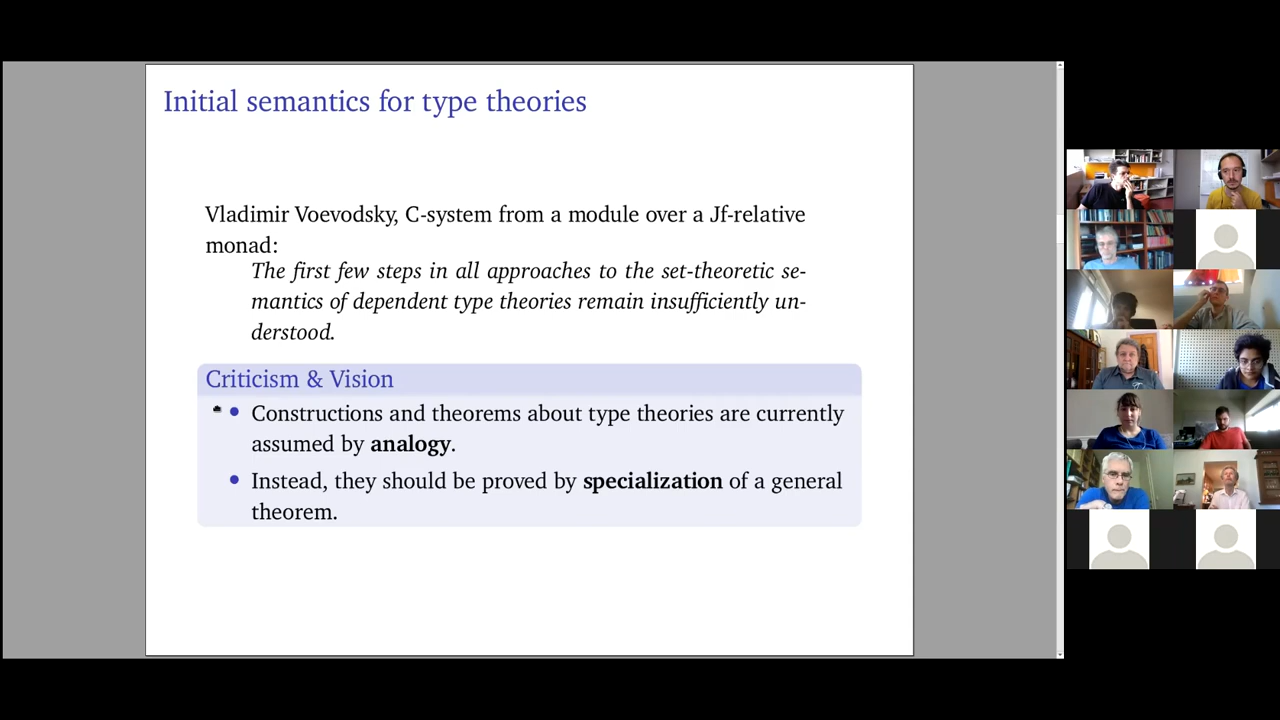 Initial semantics for type theories
Vladimir Voevodsky, C-system from a module over a Jf-relative
monad:
The first few steps in all approaches to the set-theoretic se-
mantics of dependent type theories remain insufficiently un-
derstood.
Criticism & Vision
• Constructions and theorems about type theories are currently
assumed by analogy.
• Instead, they should be proved by specialization of a general
theorem.